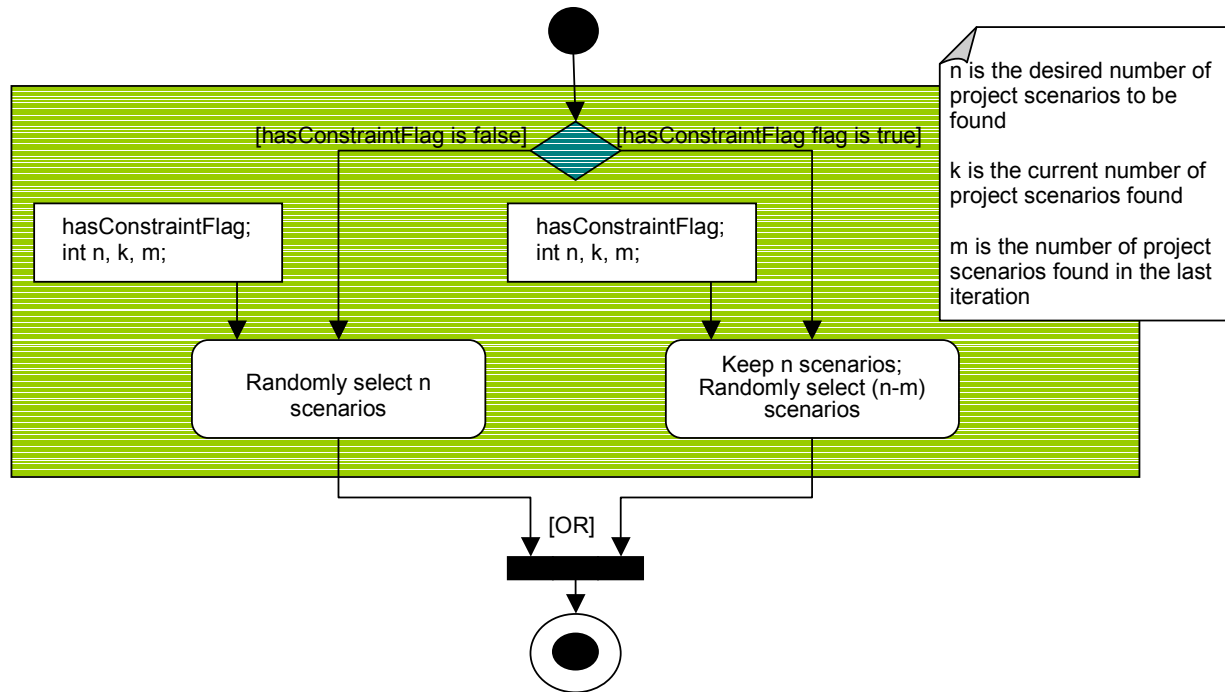 n is the desired number of
project scenarios to be
found
k is the current number of
project scenarios found
m is the number of project
scenarios found in the last
iteration
[hasConstraintFlag is false]
[hasConstraintFlag flag is true]
hasConstraintFlag;
int n, k, m;
hasConstraintFlag;
int n, k, m;
Randomly select n
scenarios
Keep n scenarios;
Randomly select (n-m)
scenarios
[OR]